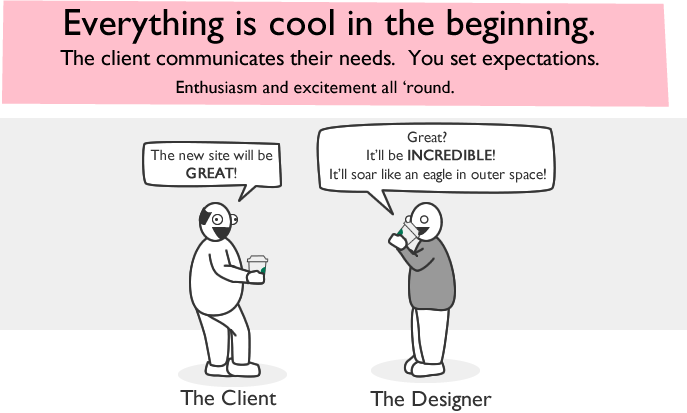 Everything is cool in the beginning.
The client communicates their needs.  You set expectations.
Enthusiasm and excitement all ‘round.
The new site will be
GREAT!
Great?
It'll be INCREDIBLE!
It'll soar like an eagle in outer space!
The Client
The Designer